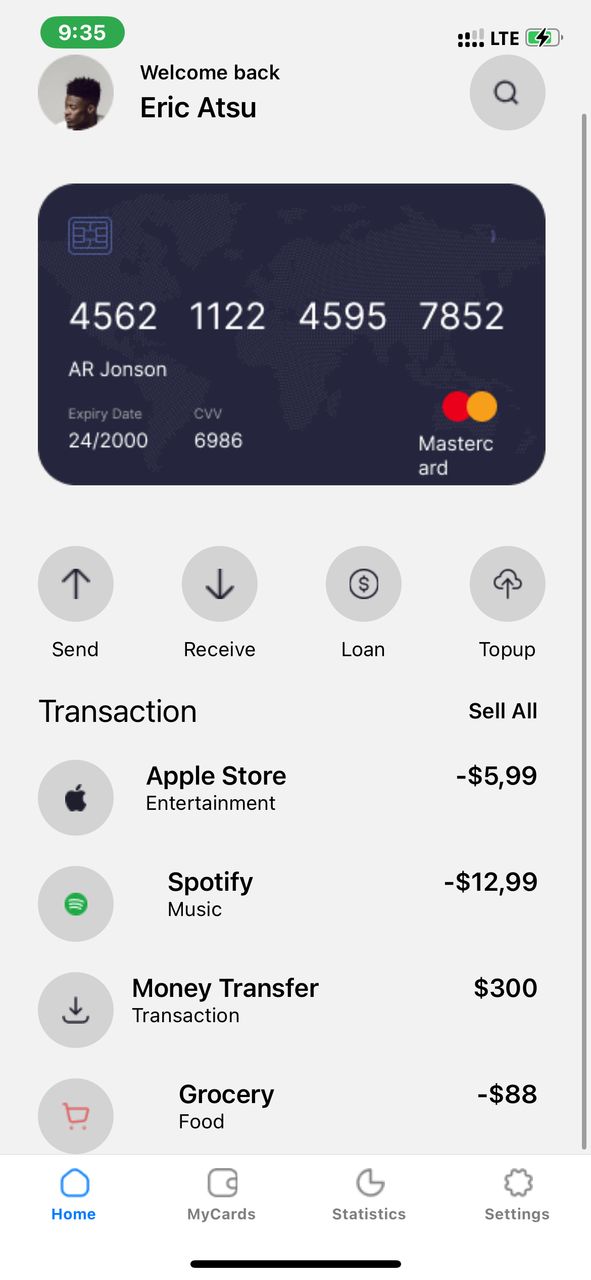 9:35
LTE
Welcome back
Eric Atsu
4562 1122 4595 7852
AR Jonson
Expiry Date CVV
24/2000 6986
Masterc
ard
Send Receive Loan Topup
Transaction Sell All
Apple Store -$5,99
Entertainment
Spotify -$12,99
Music
Money Transfer $300
Transaction
Grocery -$88
Food
Home MyCards Statistics Settings